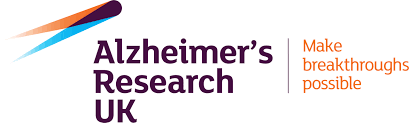 Alzheimer's
Research
UK
Make
breakthroughs
possible